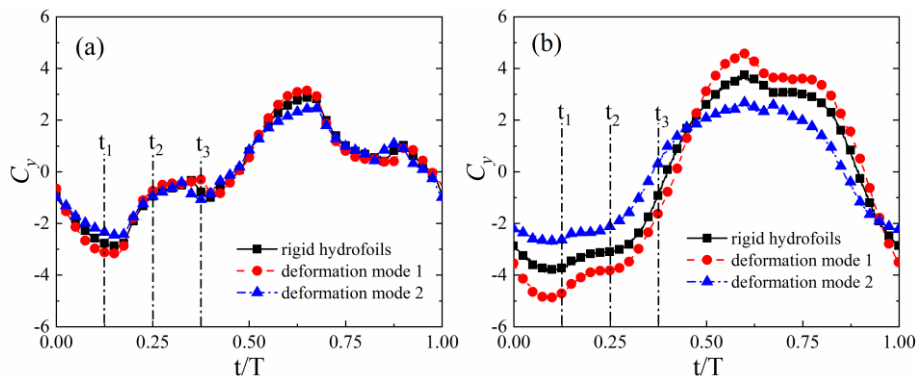 (a)
C_y
6
4
2
0
-2
-4
-6
t₁
t₂
t₃
rigid hydrofoils
deformation mode 1
deformation mode 2
0.00 0.25 0.50 0.75 1.00
t/T
(b)
C_y
6
4
2
0
-2
-4
-6
t₁
t₂
t₃
rigid hydrofoils
deformation mode 1
deformation mode 2
0.00 0.25 0.50 0.75 1.00
t/T